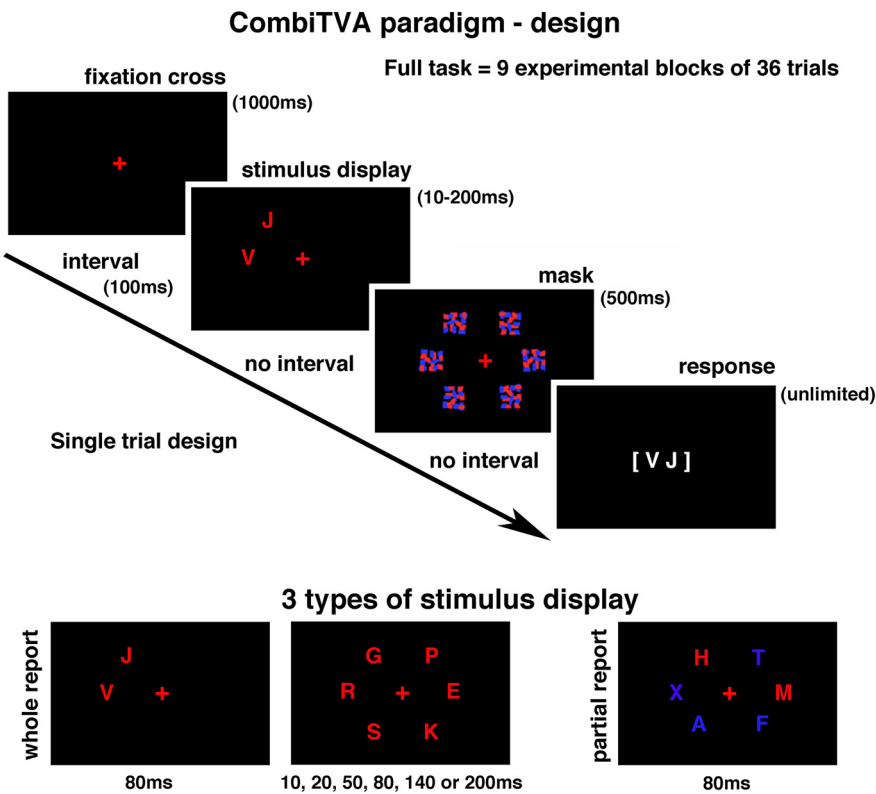 CombiTVA paradigm - design
Full task = 9 experimental blocks of 36 trials
fixation cross
(1000ms)
+
stimulus display
(10-200ms)
J
V +
interval
(100ms)
mask
(500ms)
+
no interval
response
(unlimited)
[ V J ]
Single trial design
no interval
3 types of stimulus display
whole report
J
V +
80ms
G P
R + E
S K
10, 20, 50, 80, 140 or 200ms
partial report
H T
X + M
A F
80ms